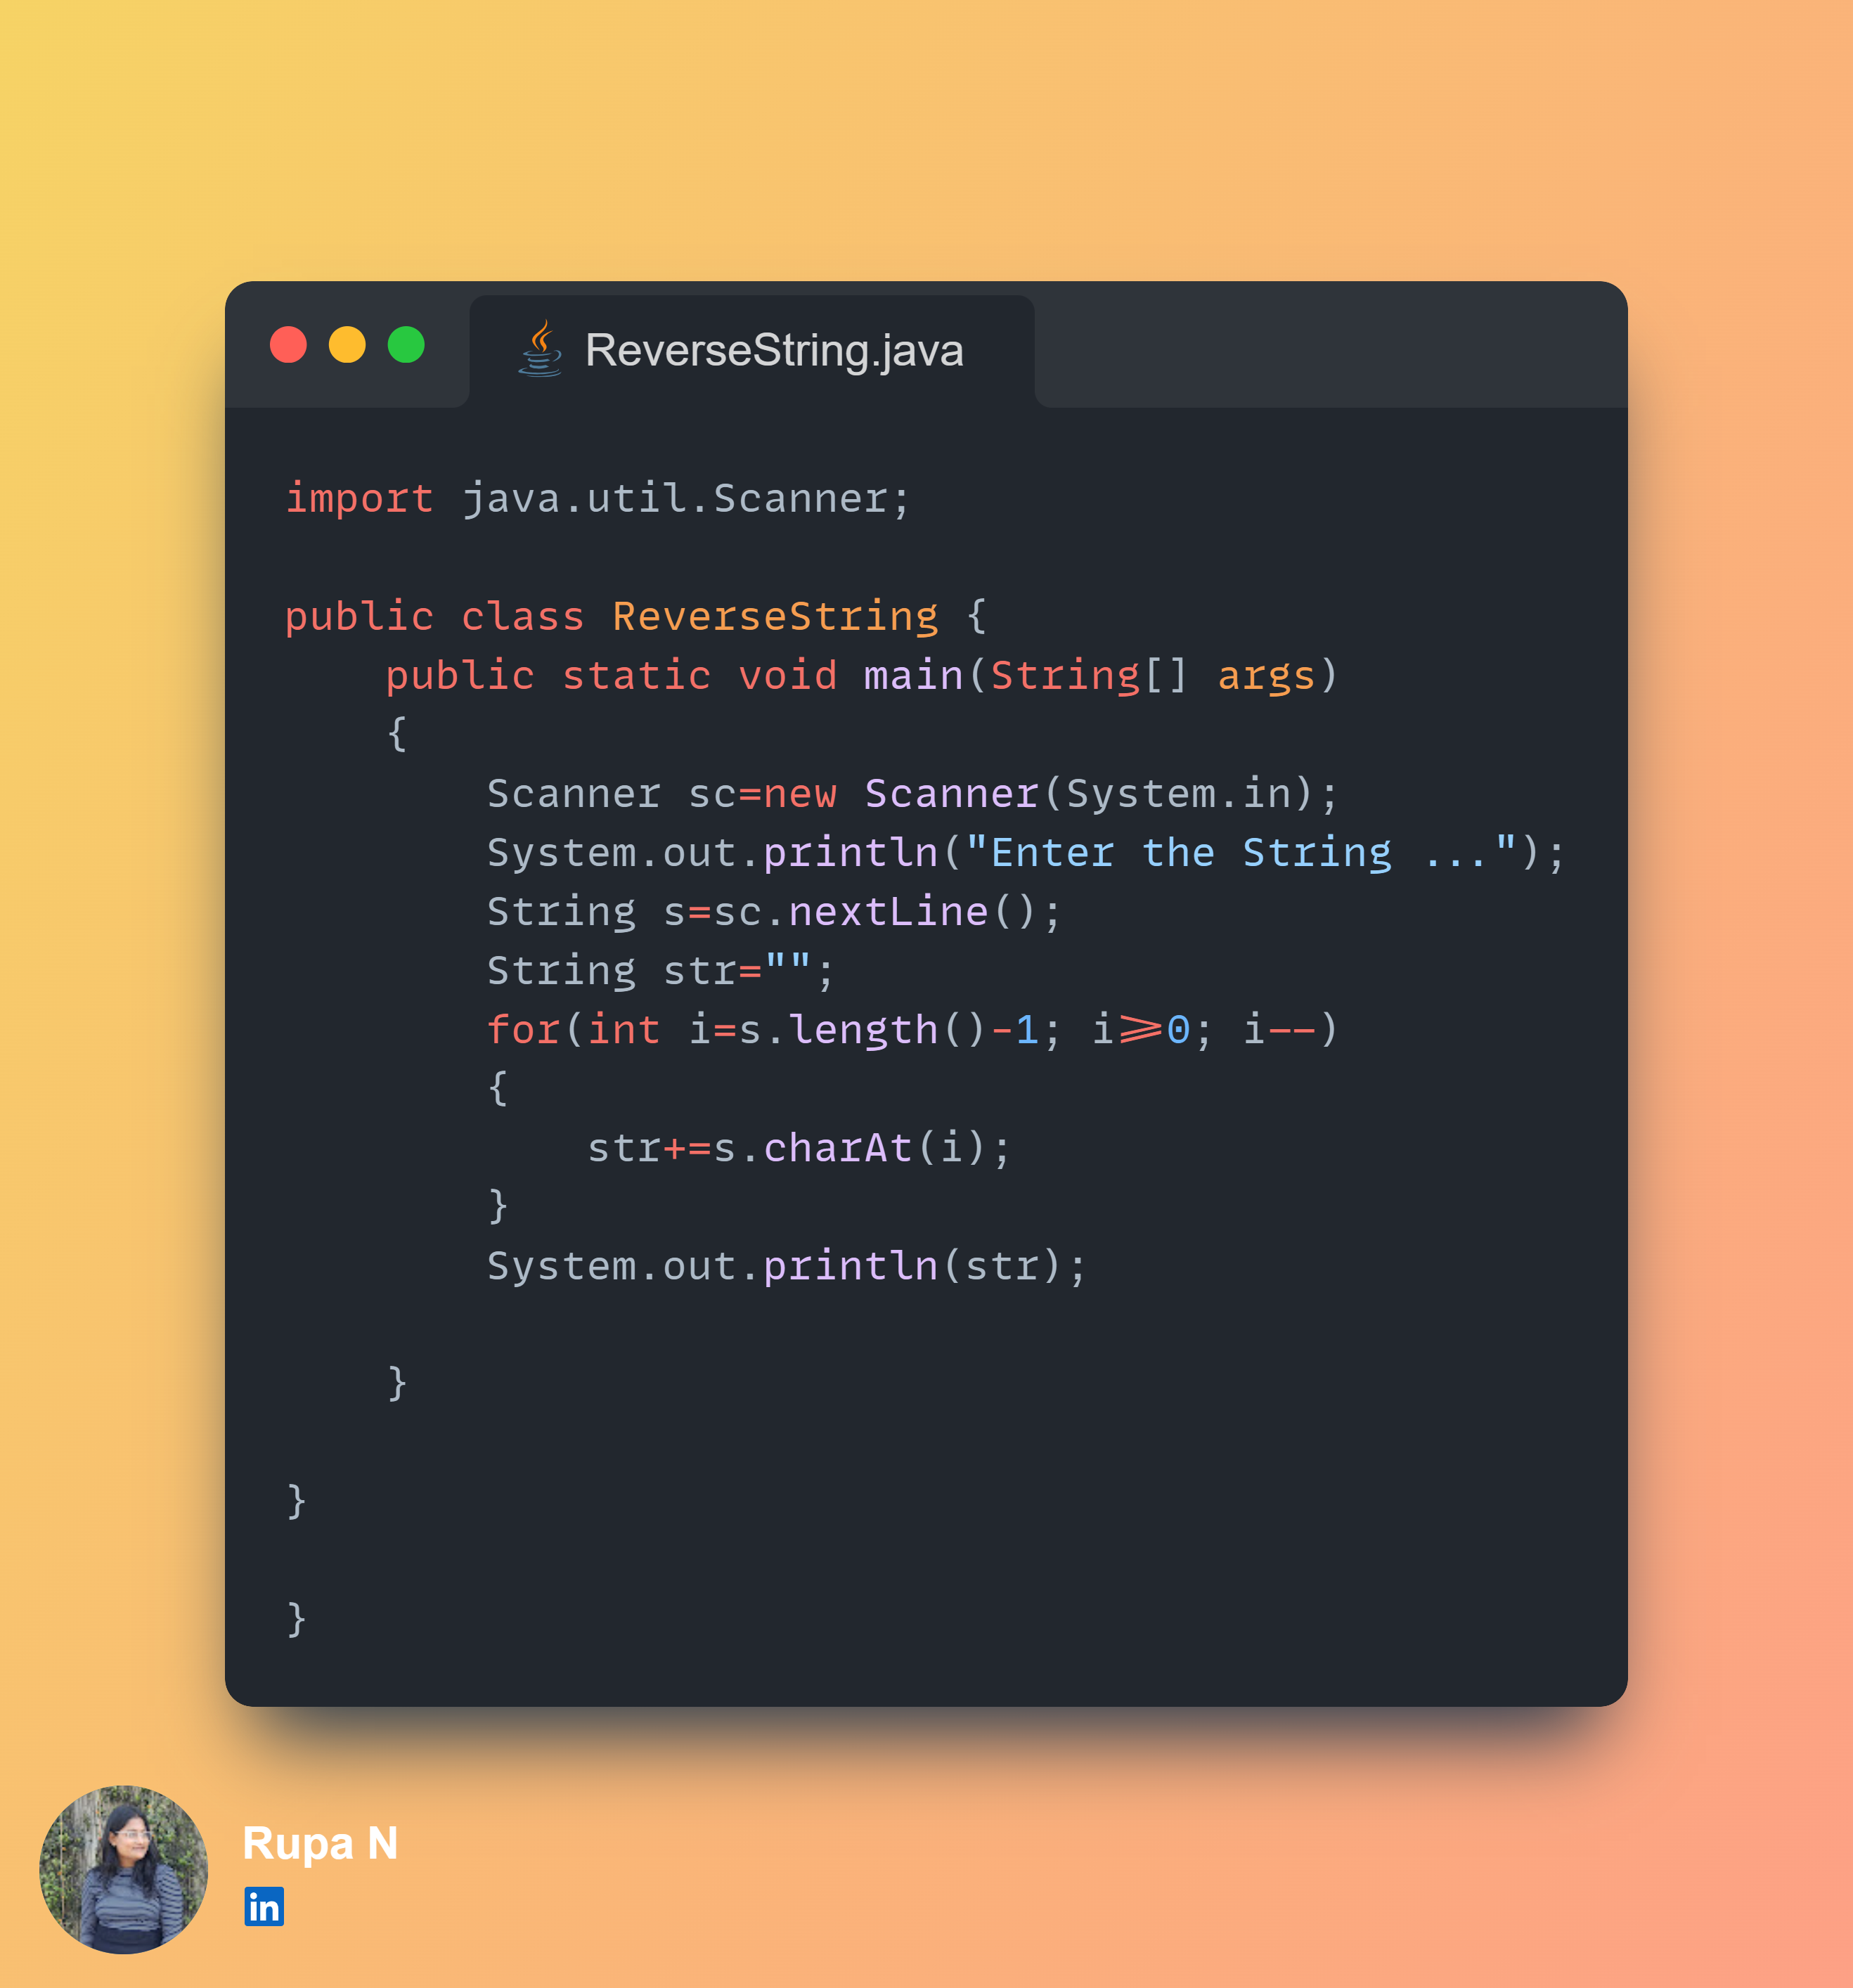 ReverseString.java
import java.util.Scanner;
public class ReverseString {
    public static void main(String[] args)
    {
        Scanner sc=new Scanner(System.in);
        System.out.println("Enter the String ...");
        String s=sc.nextLine();
        String str="";
        for(int i=s.length()-1; i>=0; i--)
        {
            str+=s.charAt(i);
        }
        System.out.println(str);
    }
}
}
Rupa N
in